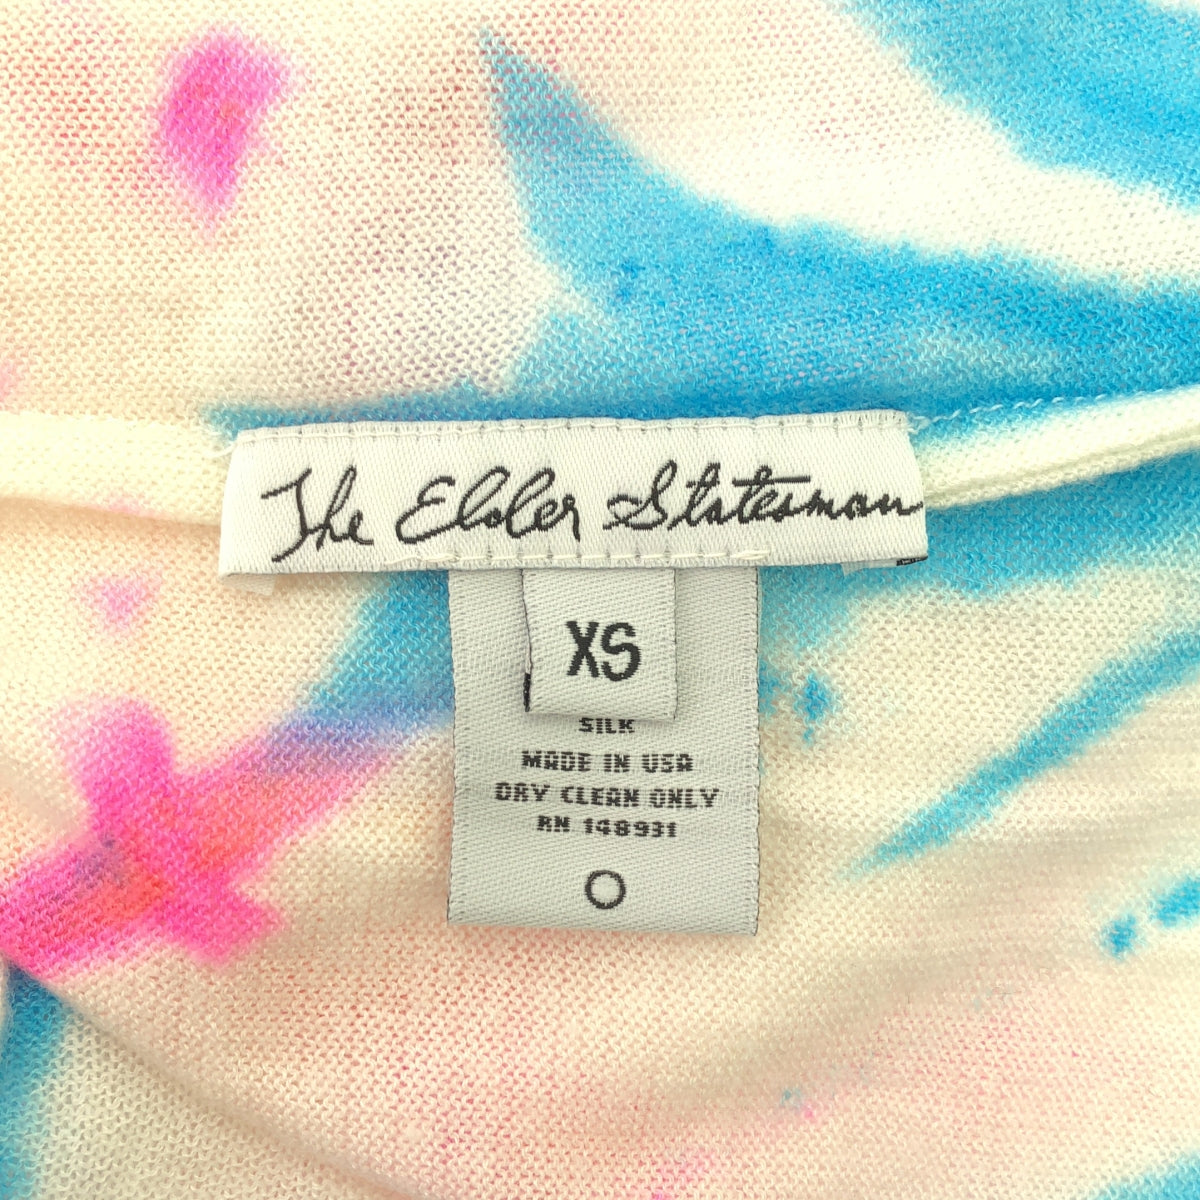 The Elder Statesman
XS
SILK
MADE IN USA
DRY CLEAN ONLY
RN 148931
O